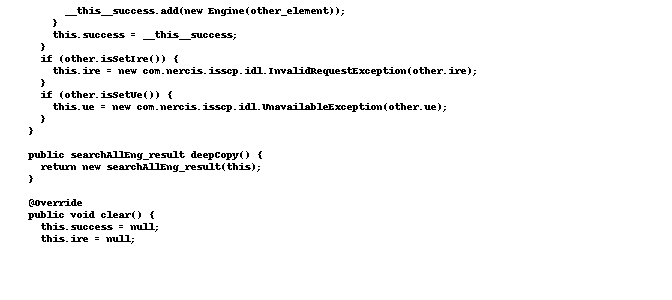 __this__success.add(new Engine(other_element));
}
this.success = __this__success;
}
if (other.isSetIre()) {
this.ire = new com.nercis.isscp.idl.InvalidRequestException(other.ire);
}
if (other.isSetUe()) {
this.ue = new com.nercis.isscp.idl.UnavailableException(other.ue);
}
}
public searchAllEng_result deepCopy() {
return new searchAllEng_result(this);
}
@Override
public void clear() {
this.success = null;
this.ire = null;